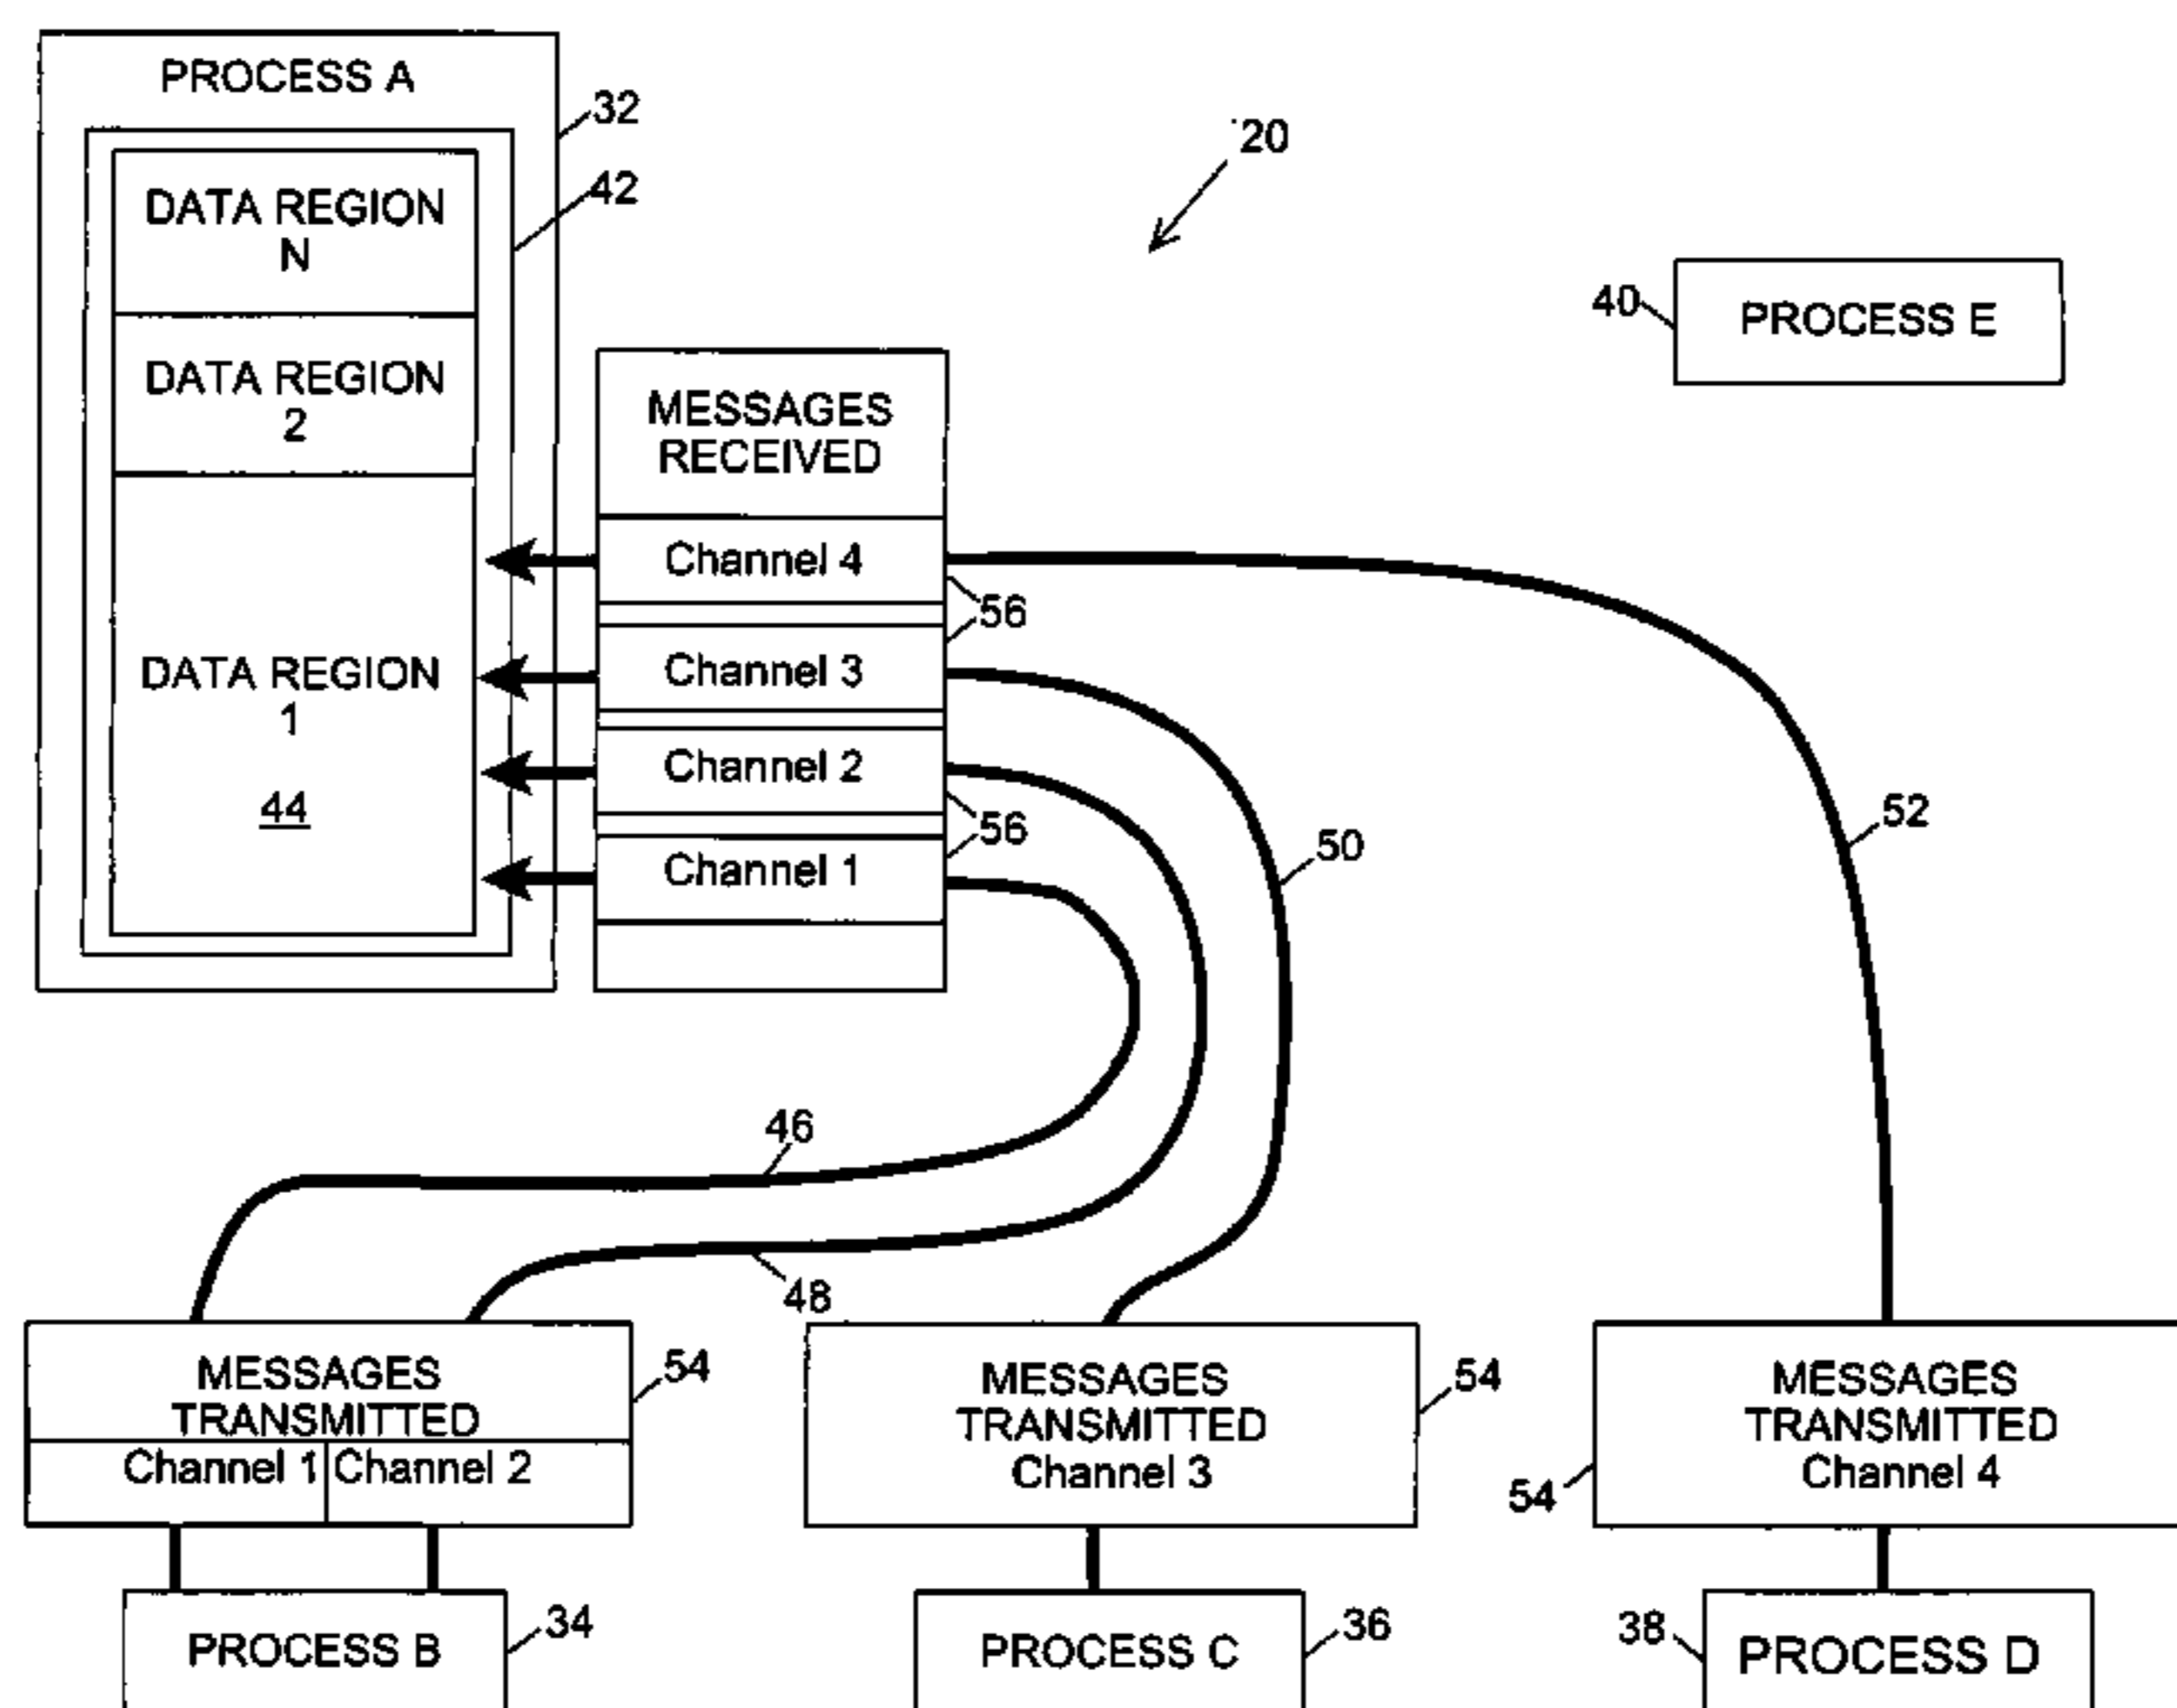 PROCESS A
32
42
DATA REGION
N
DATA REGION
2
DATA REGION
1
44
20
40
PROCESS E
MESSAGES
RECEIVED
Channel 4
56
Channel 3
Channel 2
56
Channel 1
50
52
46
48
MESSAGES
TRANSMITTED
Channel 1
Channel 2
54
MESSAGES
TRANSMITTED
Channel 3
54
MESSAGES
TRANSMITTED
Channel 4
54
PROCESS B
34
PROCESS C
36
38
PROCESS D